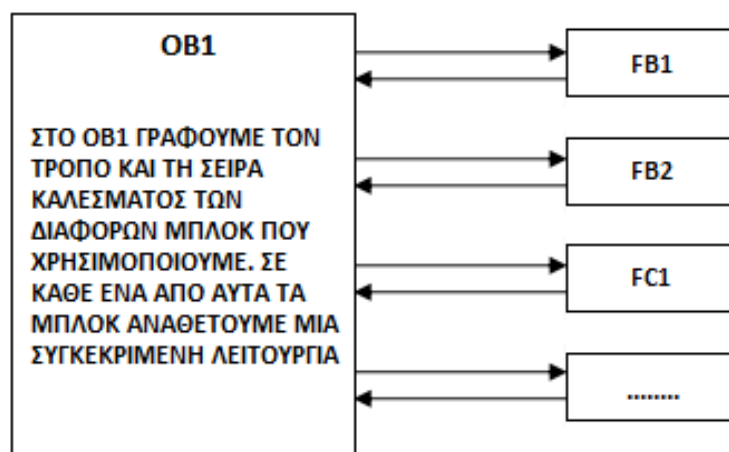 OB1
ΣΤΟ ΟΒ1 ΓΡΑΦΟΥΜΕ ΤΟΝ
ΤΡΟΠΟ ΚΑΙ ΤΗ ΣΕΙΡΑ
ΚΑΛΕΣΜΑΤΟΣ ΤΩΝ
ΔΙΑΦΟΡΩΝ ΜΠΛΟΚ ΠΟΥ
ΧΡΗΣΙΜΟΠΟΙΟΥΜΕ. ΣΕ
ΚΑΘΕ ΕΝΑ ΑΠΟ ΑΥΤΑ ΤΑ
ΜΠΛΟΚ ΑΝΑΘΕΤΟΥΜΕ ΜΙΑ
ΣΥΓΚΕΚΡΙΜΕΝΗ ΛΕΙΤΟΥΡΓΙΑ
FB1
FB2
FC1
........